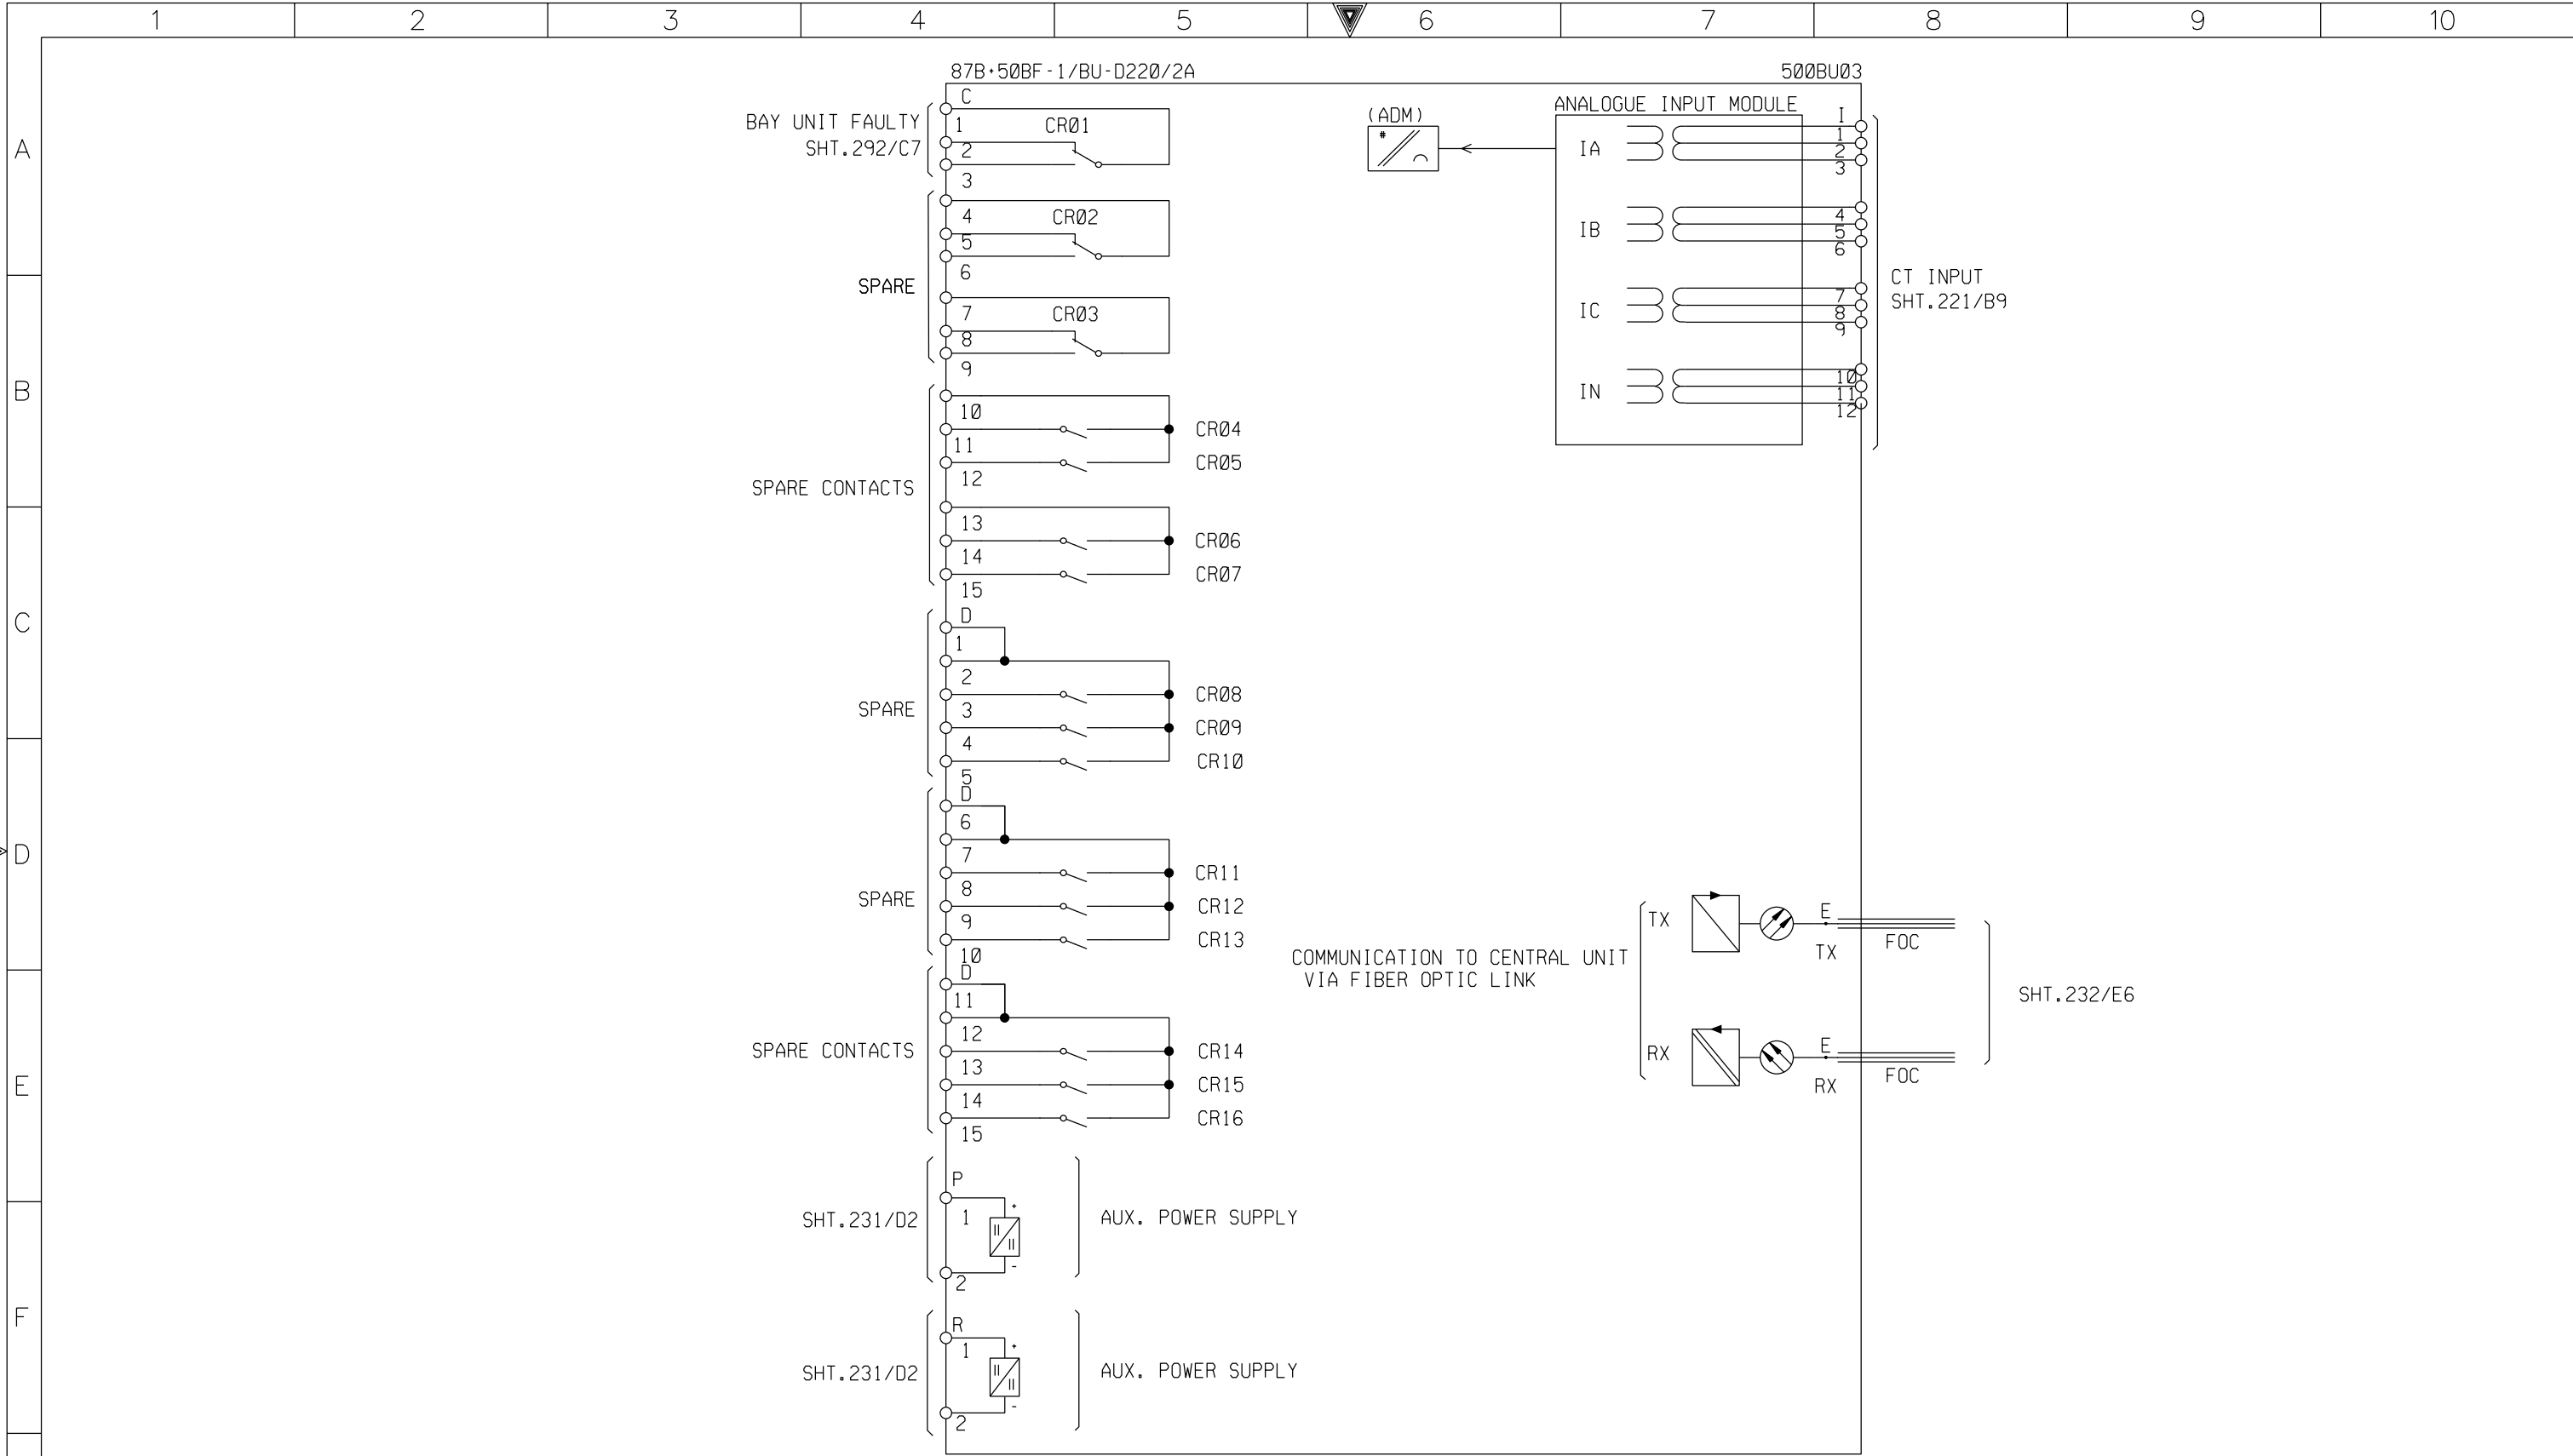 1 2 3 4 5 6 7 8 9 10
87B+50BF-1/BU-D220/2A
500BU03
A
B
C
D
E
F
BAY UNIT FAULTY
SHT.292/C7
C
1
2
3
CR01
SPARE
4
5
6
CR02
7
8
9
CR03
SPARE CONTACTS
10
11
12
CR04
CR05
13
14
15
CR06
CR07
SPARE
D
1
2
3
4
5
CR08
CR09
CR10
SPARE
D
6
7
8
9
10
CR11
CR12
CR13
SPARE CONTACTS
D
11
12
13
14
15
CR14
CR15
CR16
SHT.231/D2
P
1
+
-
2
AUX. POWER SUPPLY
SHT.231/D2
R
1
+
-
2
AUX. POWER SUPPLY
(ADM)
#
ANALOGUE INPUT MODULE
IA
IB
IC
IN
I
1
2
3
4
5
6
7
8
9
10
11
12
CT INPUT
SHT.221/B9
COMMUNICATION TO CENTRAL UNIT
VIA FIBER OPTIC LINK
TX
E
TX
FOC
RX
E
RX
FOC
SHT.232/E6